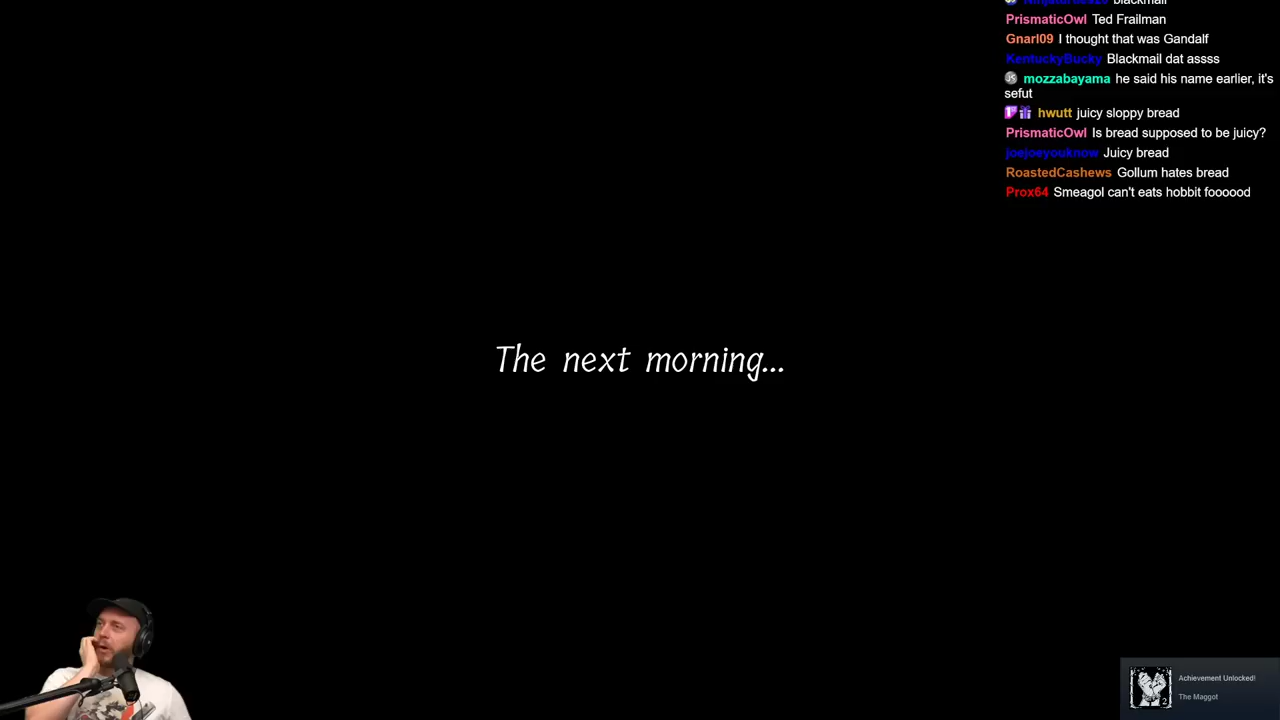 blackmail
PrismaticOwl Ted Frailman
Gnarl09 I thought that was Gandalf
KentuckyBucky Blackmail dat assss
mozzabayama he said his name earlier, it's
sefut
hwutt juicy sloppy bread
PrismaticOwl Is bread supposed to be juicy?
joejoeyouknow Juicy bread
RoastedCashews Gollum hates bread
Prox64 Smeagol can't eats hobbit foooood
The next morning...
Achievement Unlocked!
The Maggot